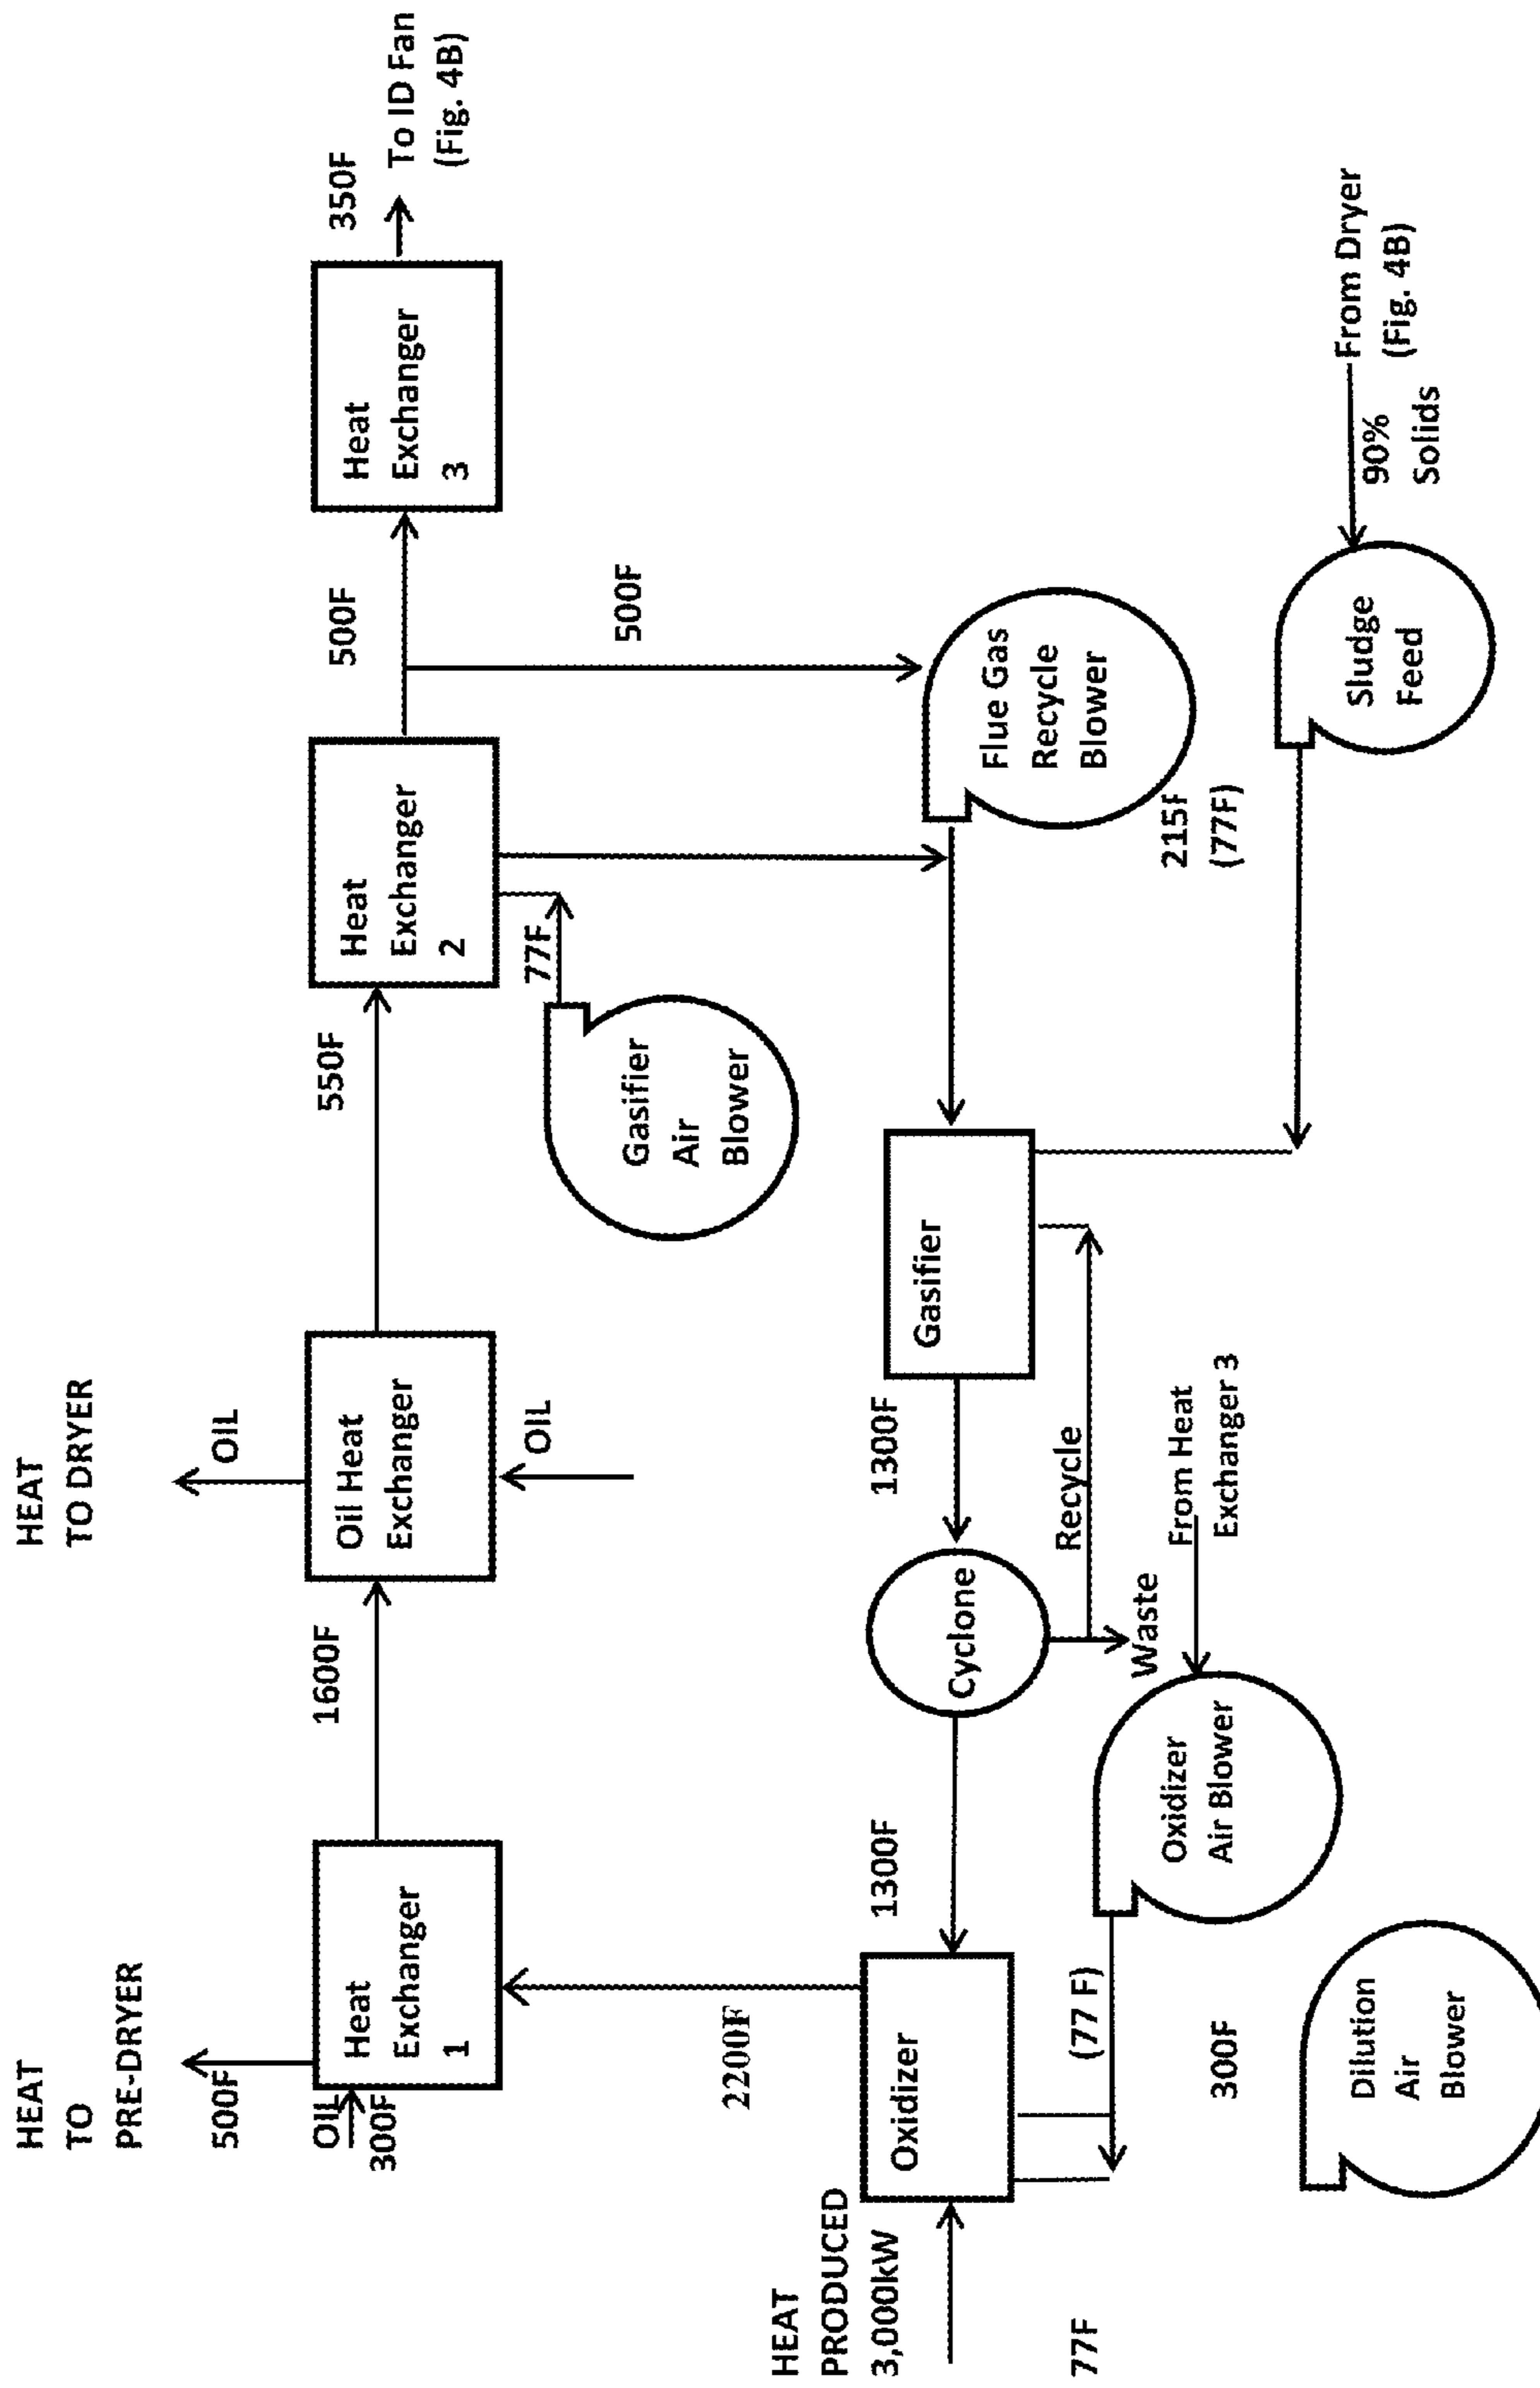 HEAT
TO
PRE-DRYER
500F
OIL
300F
Heat
Exchanger
1
1600F
HEAT
TO DRYER
OIL
Oil Heat
Exchanger
OIL
550F
Heat
Exchanger
2
500F
Heat
Exchanger
3
350F
To ID Fan
(Fig. 4B)
77F
Gasifier
Air
Blower
500F
2200F
HEAT
PRODUCED
3,000kW
77F
Oxidizer
1300F
Cyclone
1300F
Gasifier
Flue Gas
Recycle
Blower
215F
(77F)
Recycle
Waste
(77 F)
300F
Oxidizer
Air Blower
From Heat
Exchanger 3
Dilution
Air
Blower
Sludge
Feed
90%
Solids
From Dryer
(Fig. 4B)